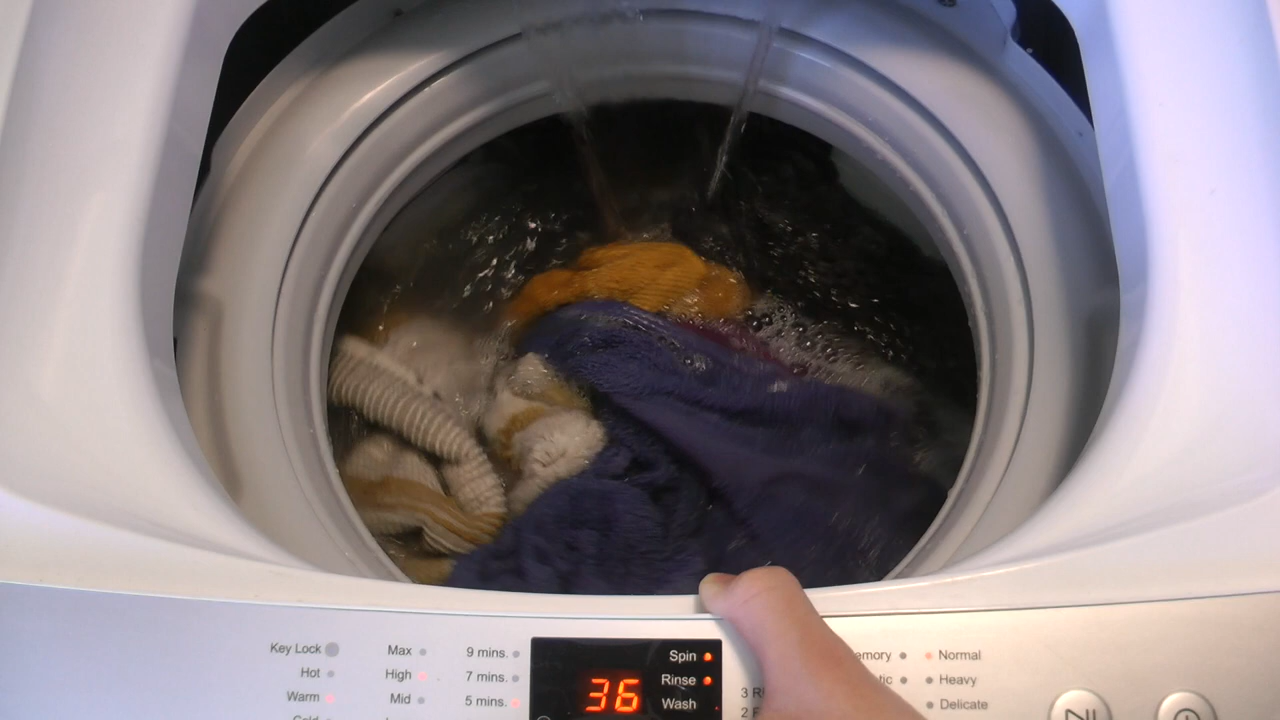 Key Lock
Hot
Warm
Max
High
Mid
9 mins.
7 mins.
5 mins.
36
Spin
Rinse
Wash
Normal
Heavy
Delicate